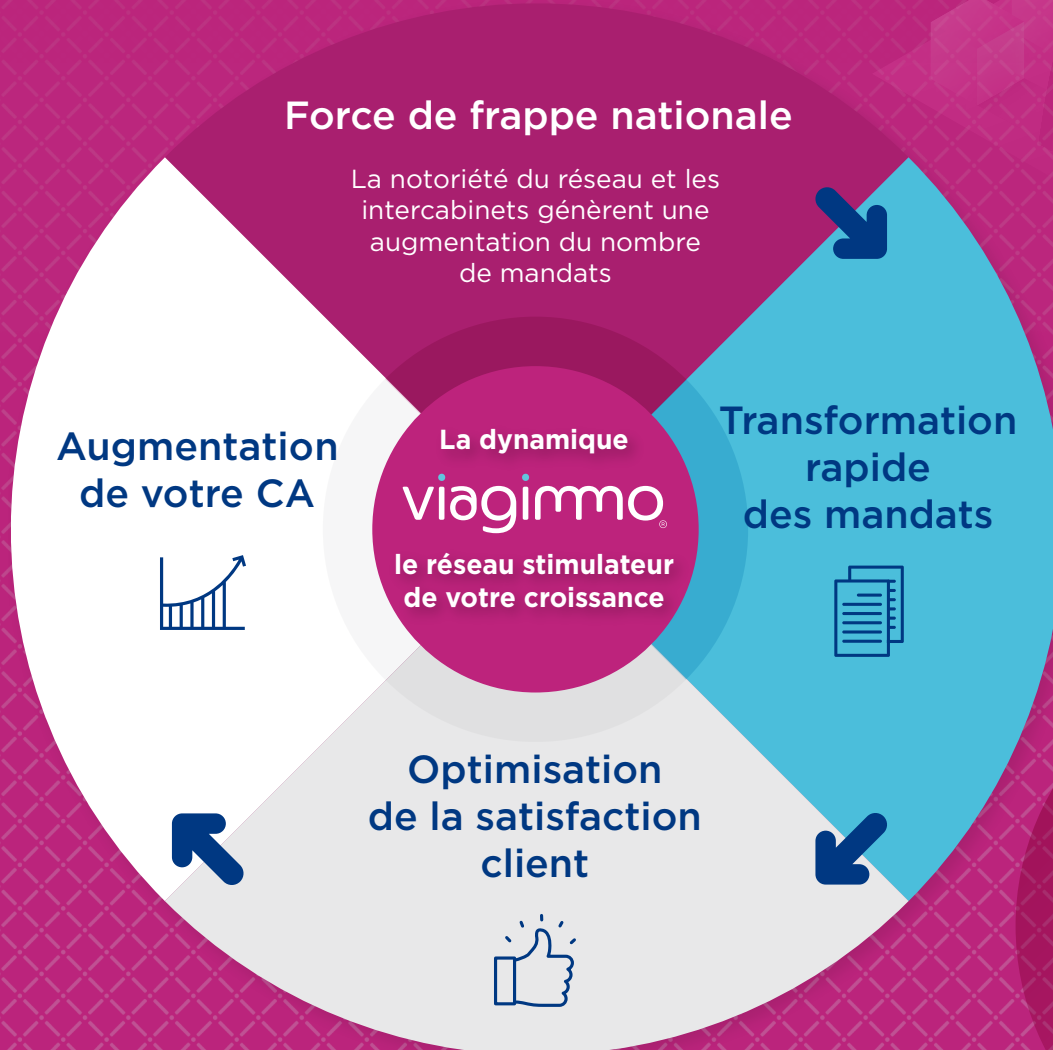 Force de frappe nationale
La notoriété du réseau et les
intercabinets génèrent une
augmentation du nombre
de mandats
Transformation
rapide
des mandats
Optimisation
de la satisfaction
client
Augmentation
de votre CA
La dynamique
viagimmo®
le réseau stimulateur
de votre croissance